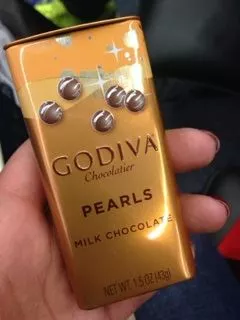 GODIVA
Chocolatier
PEARLS
MILK CHOCOLATE
NET WT. 1.5 OZ (43g)